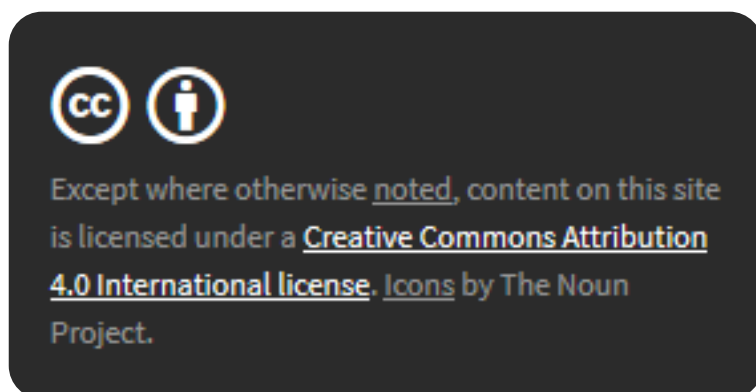 cc
Except where otherwise noted, content on this site
is licensed under a Creative Commons Attribution
4.0 International license. Icons by The Noun
Project.